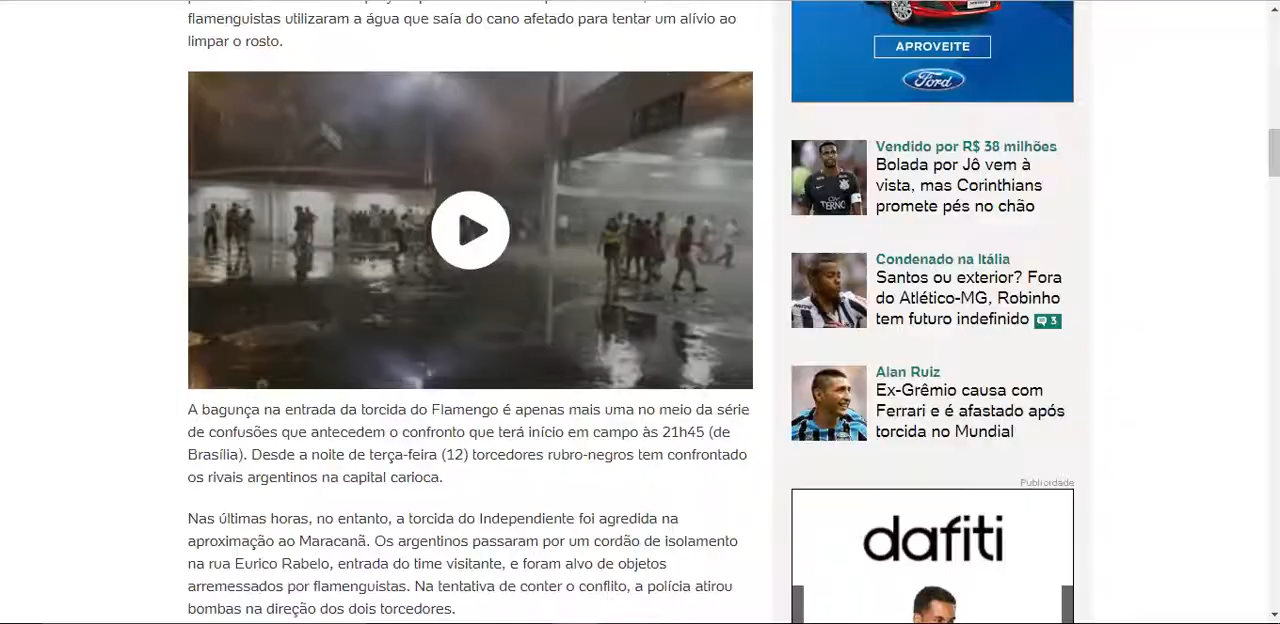 flamenguistas utilizaram a água que saía do cano afetado para tentar um alívio ao
limpar o rosto.
A bagunça na entrada da torcida do Flamengo é apenas mais uma no meio da série
de confusões que antecedem o confronto que terá início em campo às 21h45 (de
Brasília). Desde a noite de terça-feira (12) torcedores rubro-negros tem confrontado
os rivais argentinos na capital carioca.
Nas últimas horas, no entanto, a torcida do Independiente foi agredida na
aproximação ao Maracanã. Os argentinos passaram por um cordão de isolamento
na rua Eurico Rabelo, entrada do time visitante, e foram alvo de objetos
arremessados por flamenguistas. Na tentativa de conter o conflito, a polícia atirou
bombas na direção dos dois torcedores.
APROVEITE
Ford
Vendido por R$ 38 milhões
Bolada por Jô vem à
vista, mas Corinthians
promete pés no chão
Condenado na Itália
Santos ou exterior? Fora
do Atlético-MG, Robinho
tem futuro indefinido 3
Alan Ruiz
Ex-Grêmio causa com
Ferrari e é afastado após
torcida no Mundial
Publicidade
dafiti